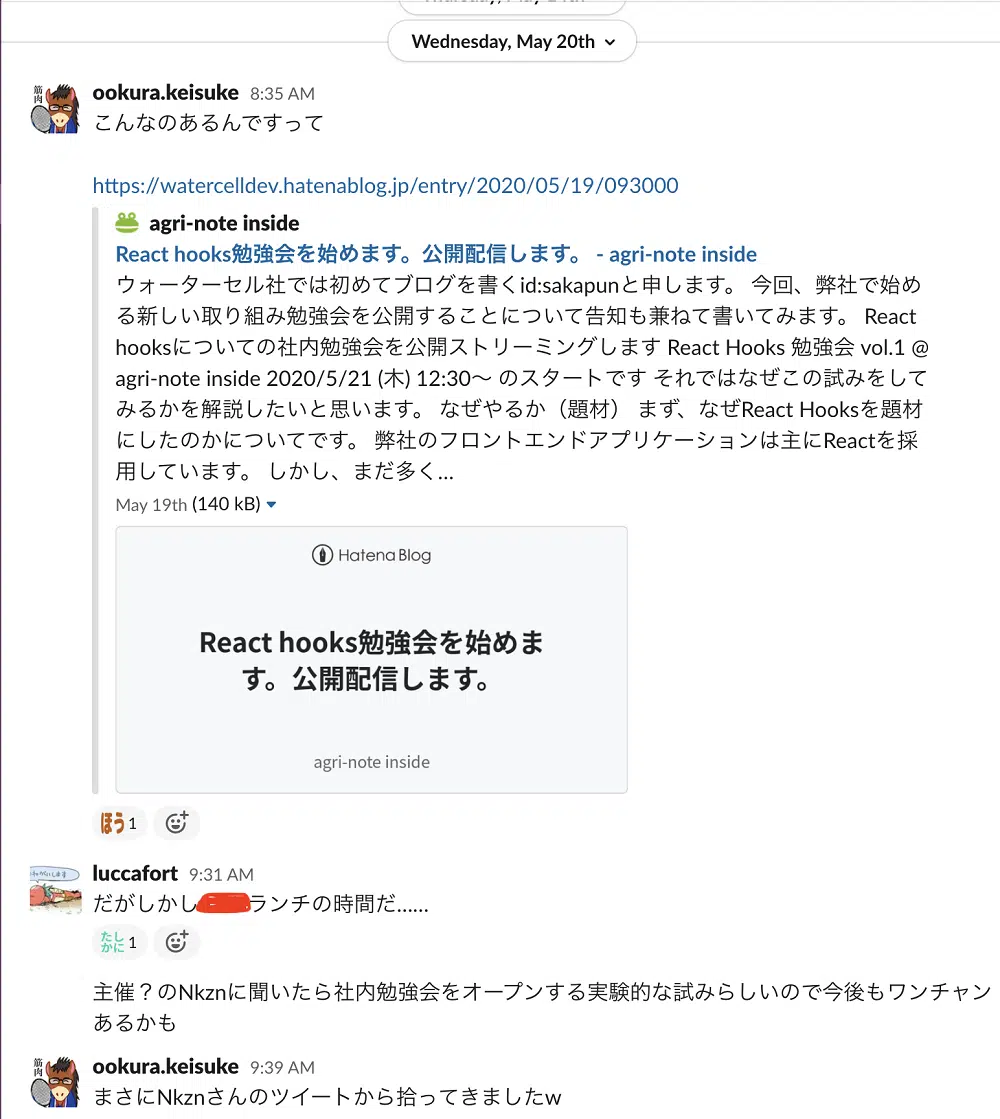 Wednesday, May 20th
筋肉
ookura.keisuke 8:35 AM
こんなのあるんですって
https://watercelldev.hatenablog.jp/entry/2020/05/19/093000
agri-note inside
React hooks勉強会を始めます。公開配信します。 - agri-note inside
ウォーターセル社では初めてブログを書くid:sakapunと申します。 今回、弊社で始め
る新しい取り組み勉強会を公開することについて告知も兼ねて書いてみます。 React
hooksについての社内勉強会を公開ストリーミングします React Hooks 勉強会 vol.1 @
agri-note inside 2020/5/21 (木) 12:30〜 のスタートです それではなぜこの試みをして
みるかを解説したいと思います。 なぜやるか（題材） まず、なぜReact Hooksを題材
にしたのかについてです。 弊社のフロントエンドアプリケーションは主にReactを採
用しています。 しかし、まだ多く...
May 19th (140 kB)
Hatena Blog
React hooks勉強会を始めま
す。公開配信します。
agri-note inside
ほう 1
luccafort 9:31 AM
だがしかしランチの時間だ……
たしかに 1
主催？のNkznに聞いたら社内勉強会をオープンする実験的な試みらしいので今後もワンチャン
あるかも
筋肉
ookura.keisuke 9:39 AM
まさにNkznさんのツイートから拾ってきましたw